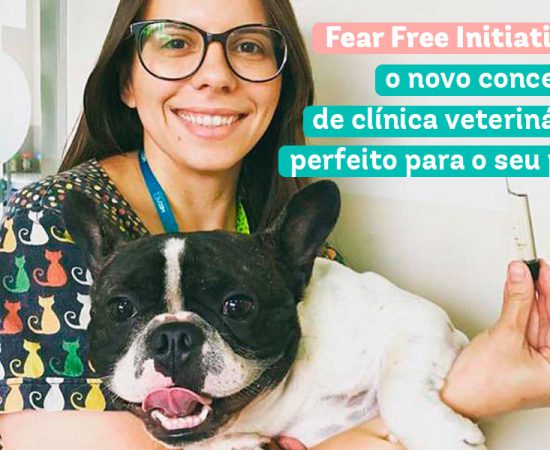 Fear Free Initiati
o novo conce
de clínica veteriná
perfeito para o seu